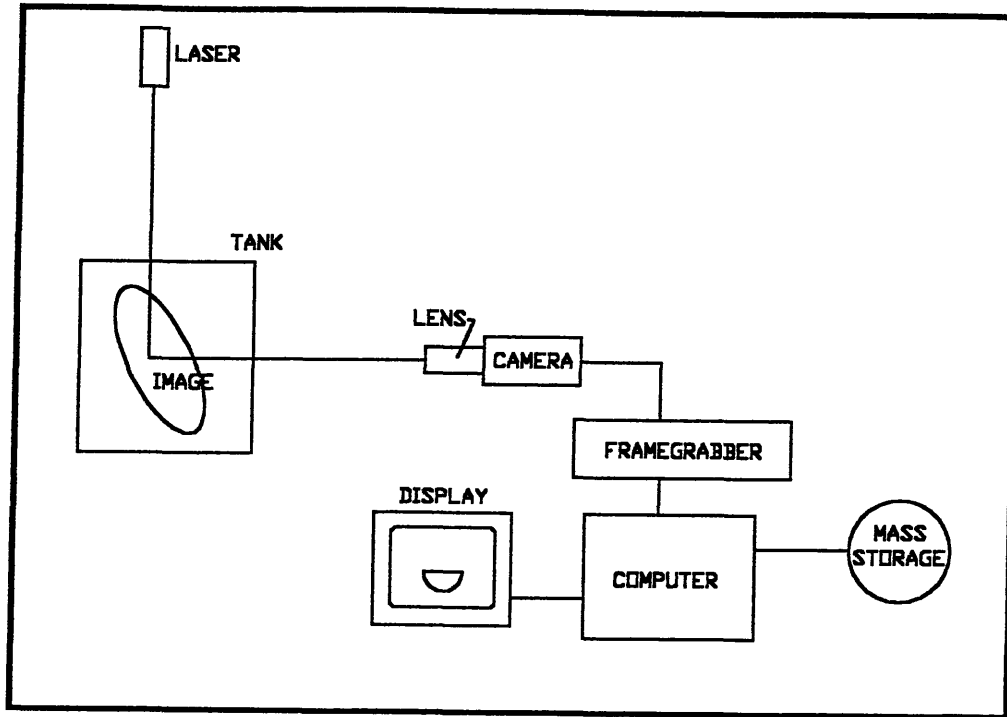 LASER
TANK
LENS
CAMERA
IMAGE
FRAMEGRABBER
DISPLAY
MASS
STORAGE
COMPUTER